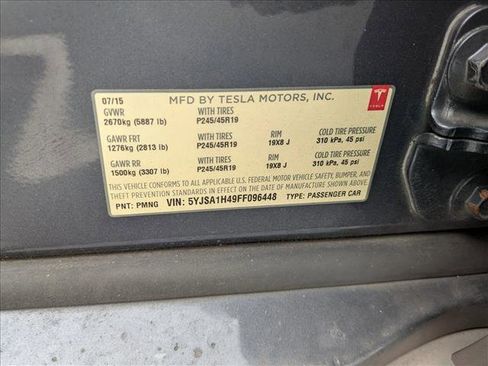 07/15 MFD BY TESLA MOTORS, INC. TESLA
GVWR WITH TIRES
2670kg (5887 lb) P245/45R19
GAWR FRT WITH TIRES RIM COLD TIRE PRESSURE
1276kg (2813 lb) P245/45R19 19X8 J 310 kPa, 45 psi
GAWR RR WITH TIRES RIM COLD TIRE PRESSURE
1500kg (3307 lb) P245/45R19 19X8 J 310 kPa, 45 psi
THIS VEHICLE CONFORMS TO ALL APPLICABLE U.S. FEDERAL MOTOR VEHICLE SAFETY, BUMPER, AND
THEFT PREVENTION STANDARDS IN EFFECT ON THE DATE OF MANUFACTURE SHOWN ABOVE.
PNT: PMNG VIN: 5YJSA1H49FF096448 TYPE: PASSENGER CAR